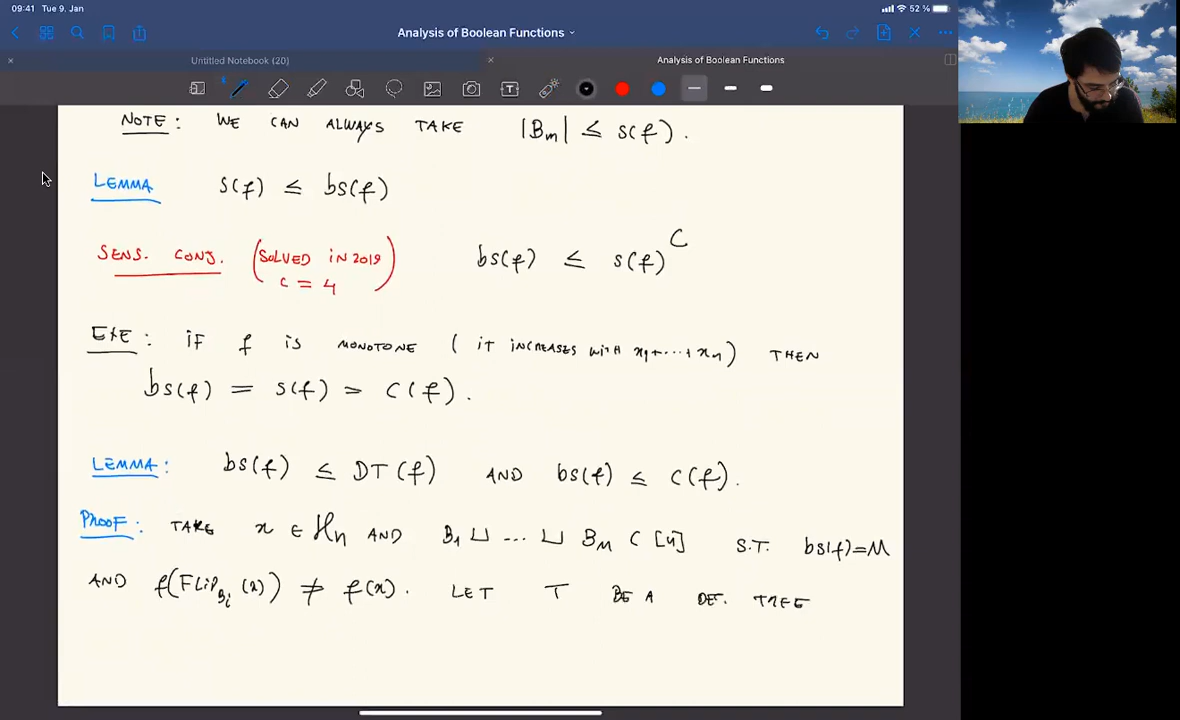 09:41 Tue 9. Jan
52 %
Analysis of Boolean Functions
Untitled Notebook (20)
Analysis of Boolean Functions
NOTE: WE CAN ALWAYS TAKE |Bm| ≤ s(f).
LEMMA s(f) ≤ bs(f)
SENS. CONJ. (SOLVED IN 2019 bs(f) ≤ s(f)^C
C = 4)
EXE: IF f IS MONOTONE (IT INCREASES WITH x1+...+xn) THEN
bs(f) = s(f) = C(f).
LEMMA: bs(f) ≤ DT(f) AND bs(f) ≤ C(f).
PROOF: TAKE x ∈ Hn AND B1 ⊔ ... ⊔ BM ⊂ [n] S.T. bs(f)=M
AND f(FLIP_Bi(x)) ≠ f(x). LET T BE A DET. TREE